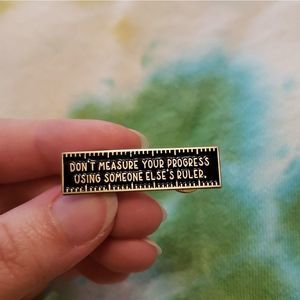 DON'T MEASURE YOUR PROGRESS
USING SOMEONE ELSE'S RULER.